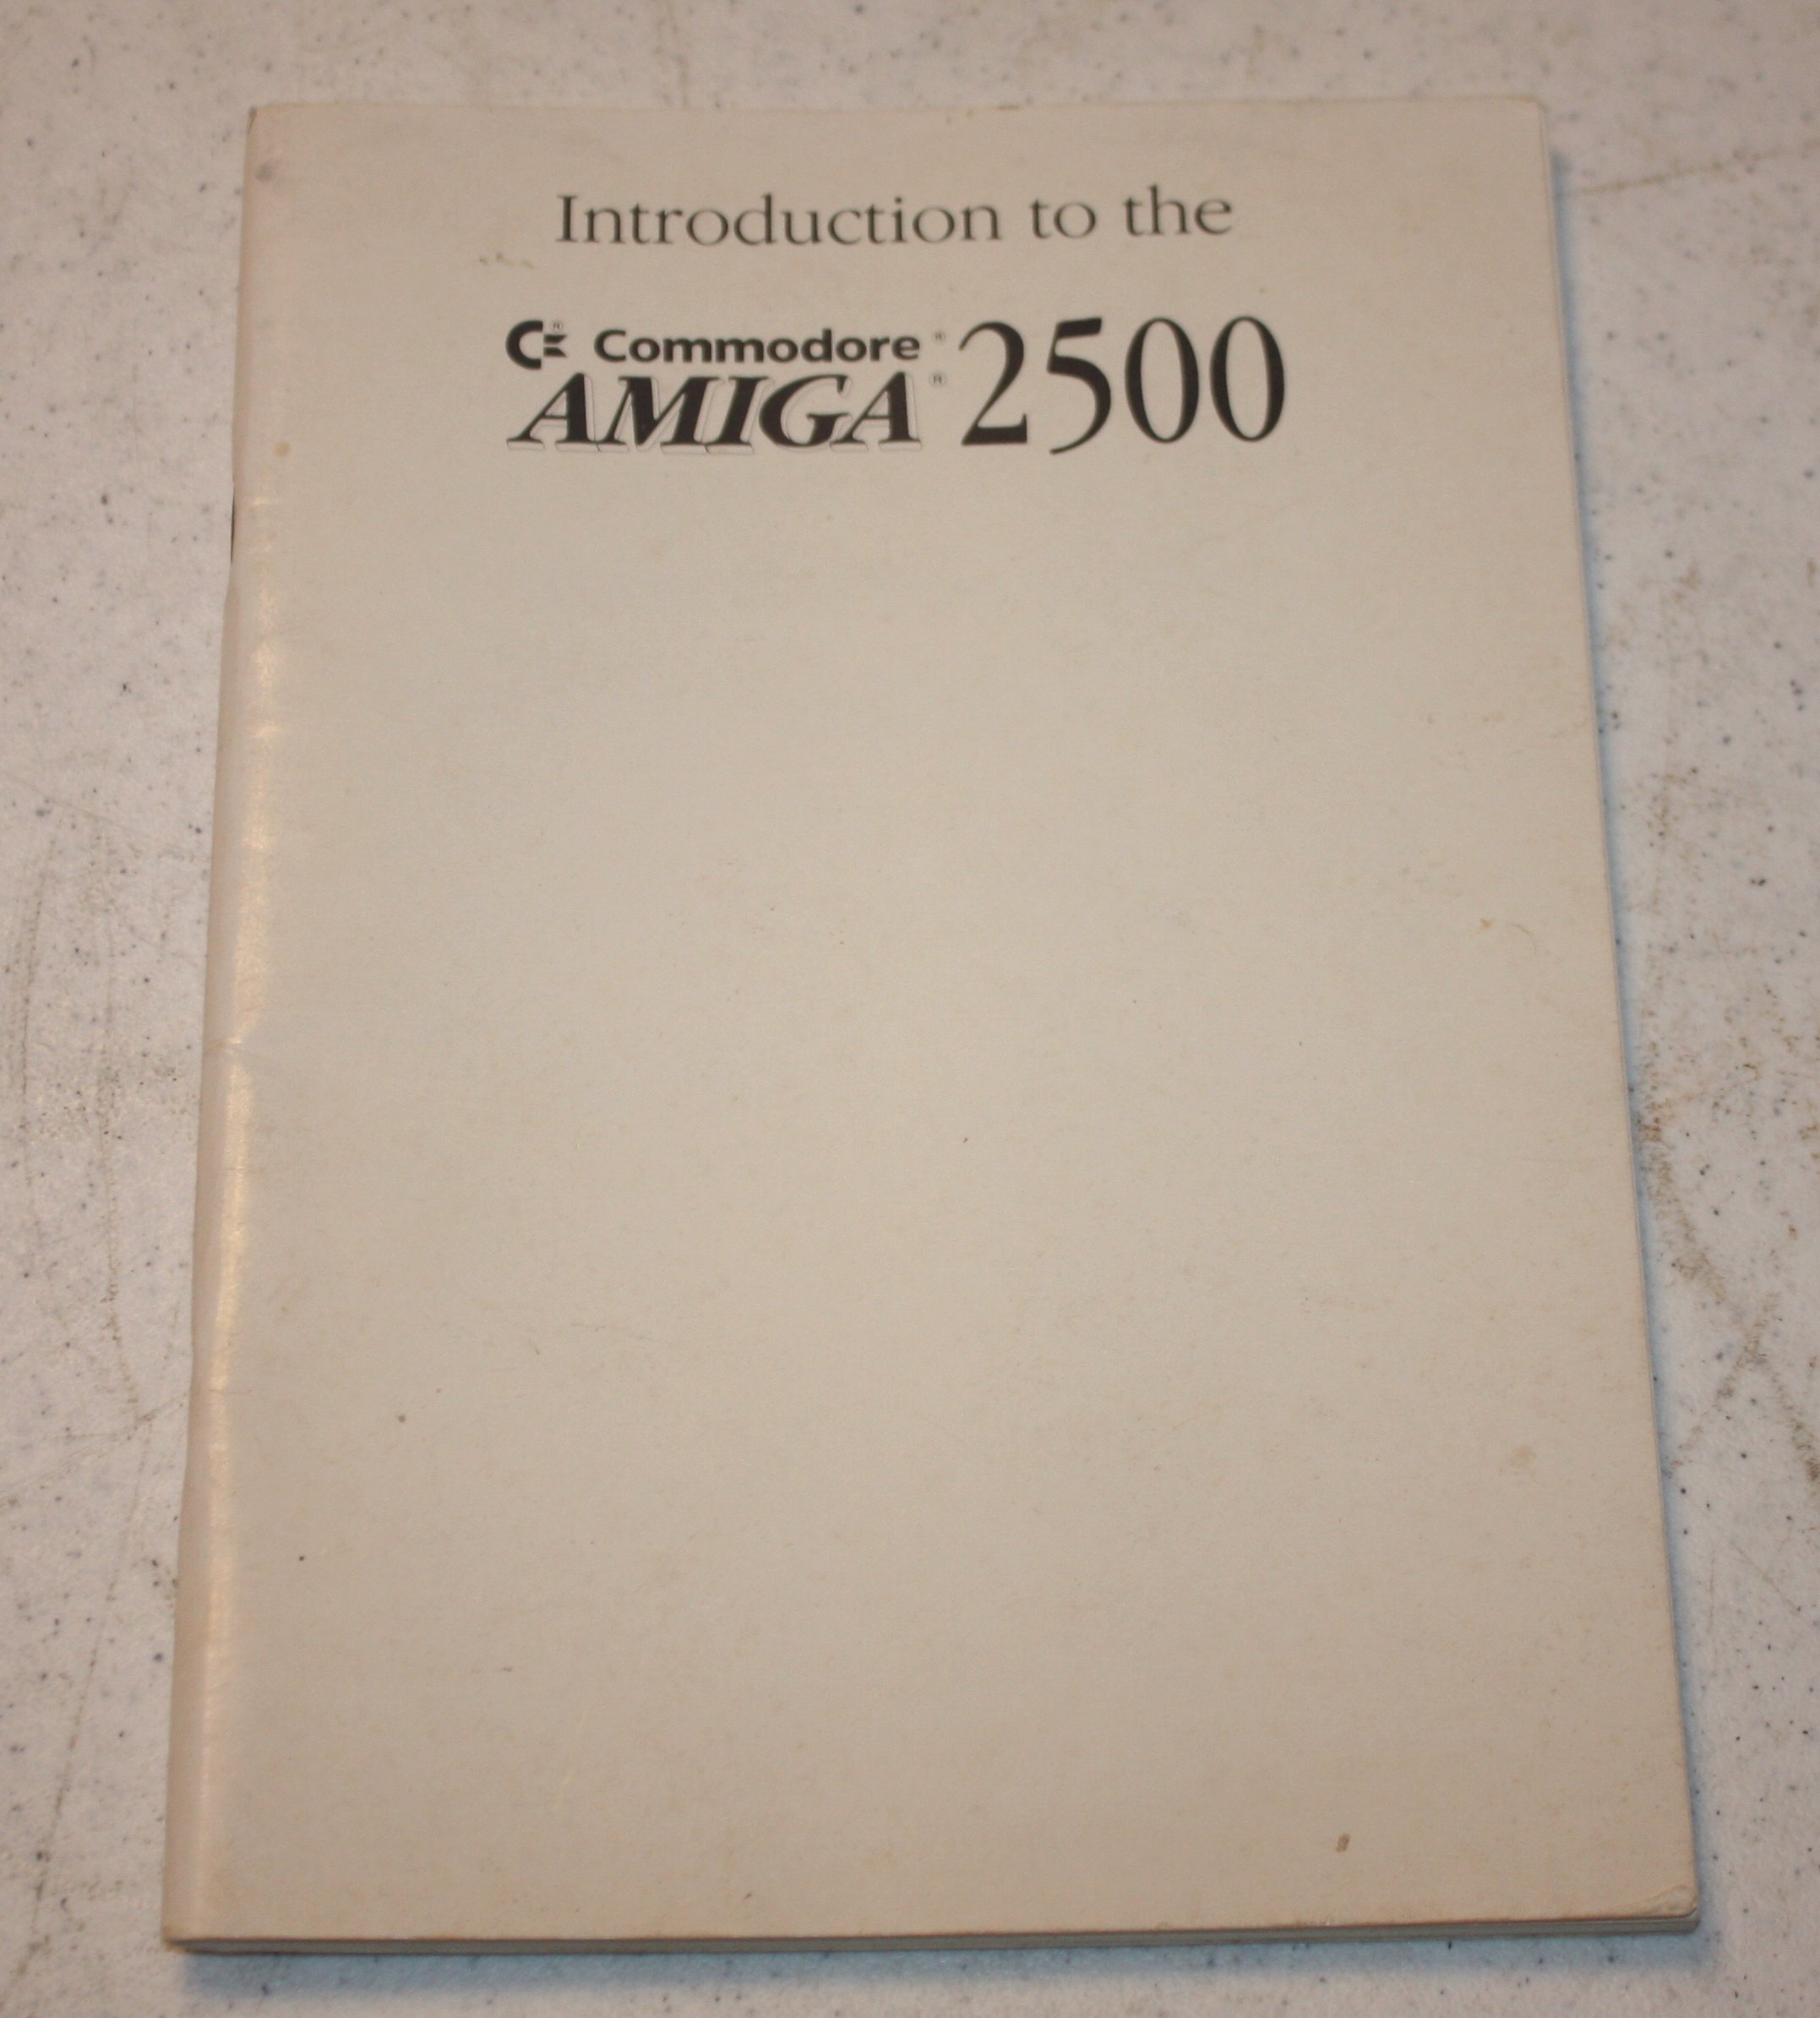 Introduction to the
C® Commodore®
AMIGA® 2500